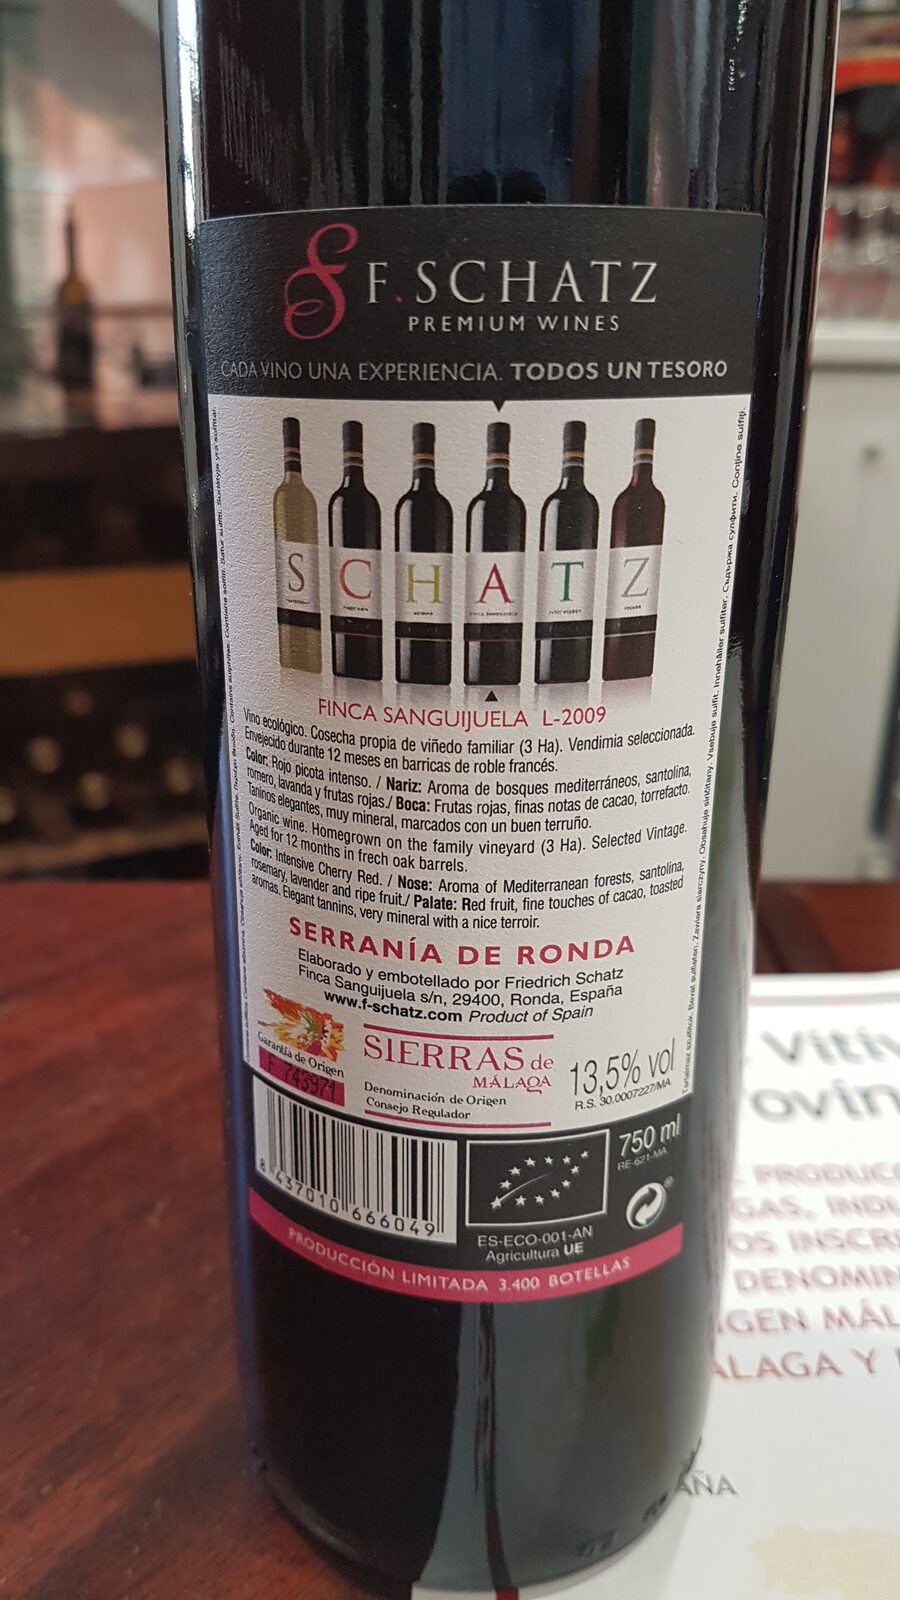 F.SCHATZ
PREMIUM WINES
CADA VINO UNA EXPERIENCIA. TODOS UN TESORO
S C H A T Z
FINCA SANGUIJUELA L-2009
Vino ecológico. Cosecha propia de viñedo familiar (3 Ha). Vendimia seleccionada.
Envejecido durante 12 meses en barricas de roble francés.
Color: Rojo picota intenso. / Nariz: Aroma de bosques mediterráneos, santolina,
romero, lavanda y frutas rojas./ Boca: Frutas rojas, finas notas de cacao, torrefacto.
Taninos elegantes, muy mineral, marcados con un buen terruño.
Organic wine. Homegrown on the family vineyard (3 Ha). Selected Vintage.
Aged for 12 months in frech oak barrels.
Color: Intensive Cherry Red. / Nose: Aroma of Mediterranean forests, santolina,
rosemary, lavender and ripe fruit./ Palate: Red fruit, fine touches of cacao, toasted
aromas. Elegant tannins, very mineral with a nice terroir.
SERRANÍA DE RONDA
Elaborado y embotellado por Friedrich Schatz
Finca Sanguijuela s/n, 29400, Ronda, España
www.f-schatz.com Product of Spain
Garantía de Origen
SIERRAS de
MÁLAGA
Denominación de Origen
Consejo Regulador
13,5% vol
R.S. 30.0007227/MA
8 437010 666049
750 ml
RE-621-MA
ES-ECO-001-AN
Agricultura UE
PRODUCCIÓN LIMITADA 3.400 BOTELLAS